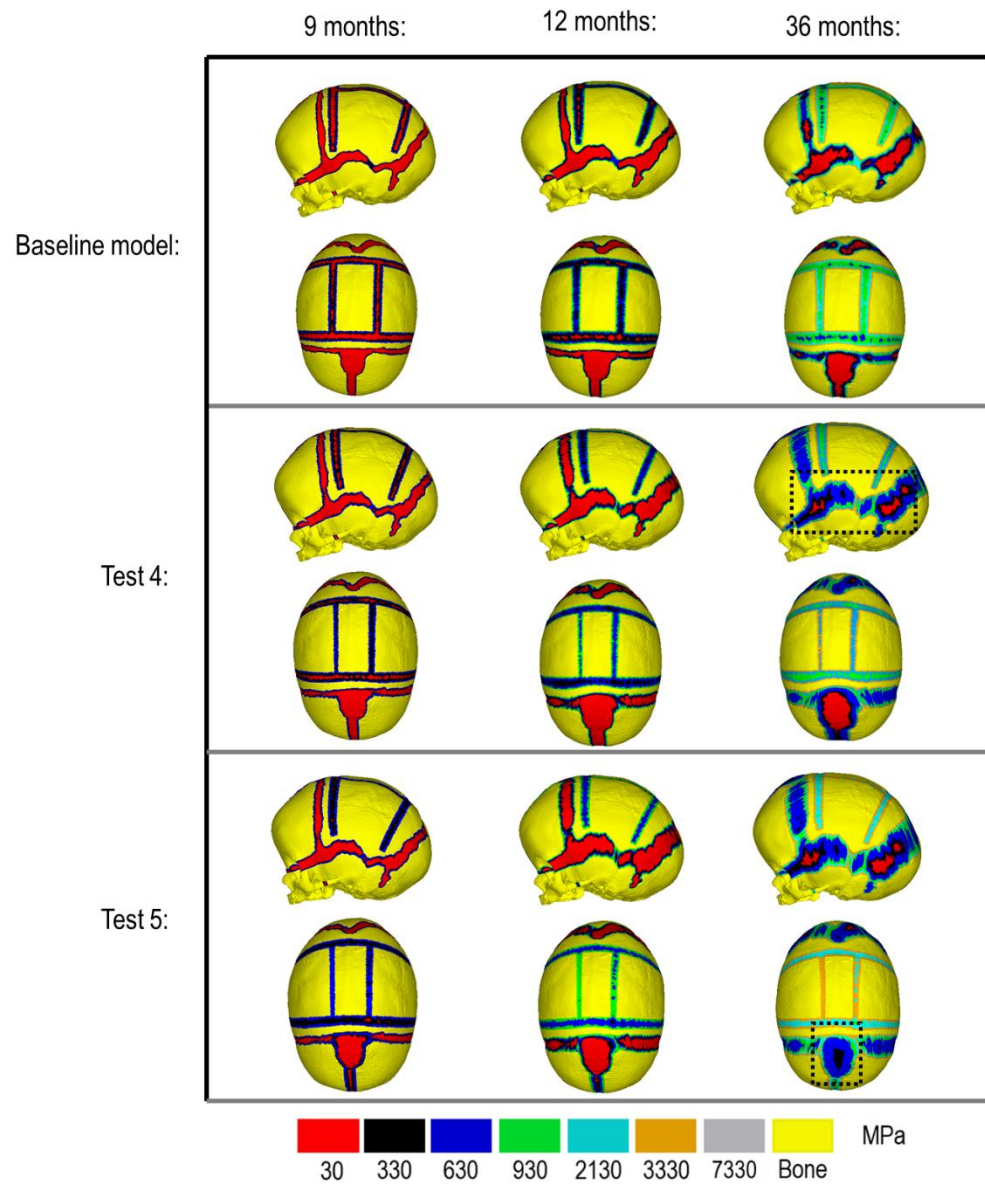 9 months: 12 months: 36 months:
Baseline model:
Test 4:
Test 5:
MPa
30 330 630 930 2130 3330 7330 Bone